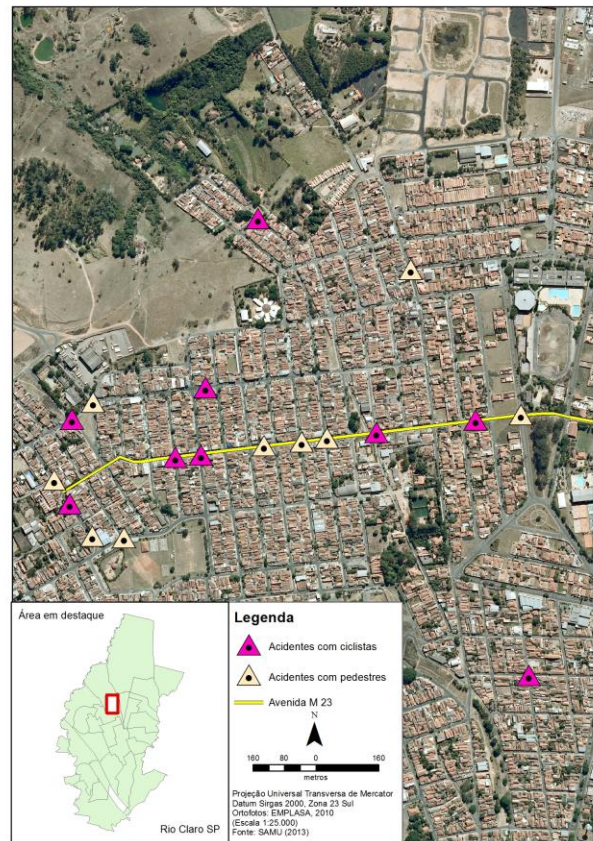 Área em destaque
Rio Claro SP
Legenda
Acidentes com ciclistas
Acidentes com pedestres
Avenida M 23
N
160 80 0 160
metros
Projeção Universal Transversa de Mercator
Datum Sirgas 2000, Zona 23 Sul
Ortofotos: EMPLASA, 2010
(Escala 1:25.000)
Fonte: SAMU (2013)